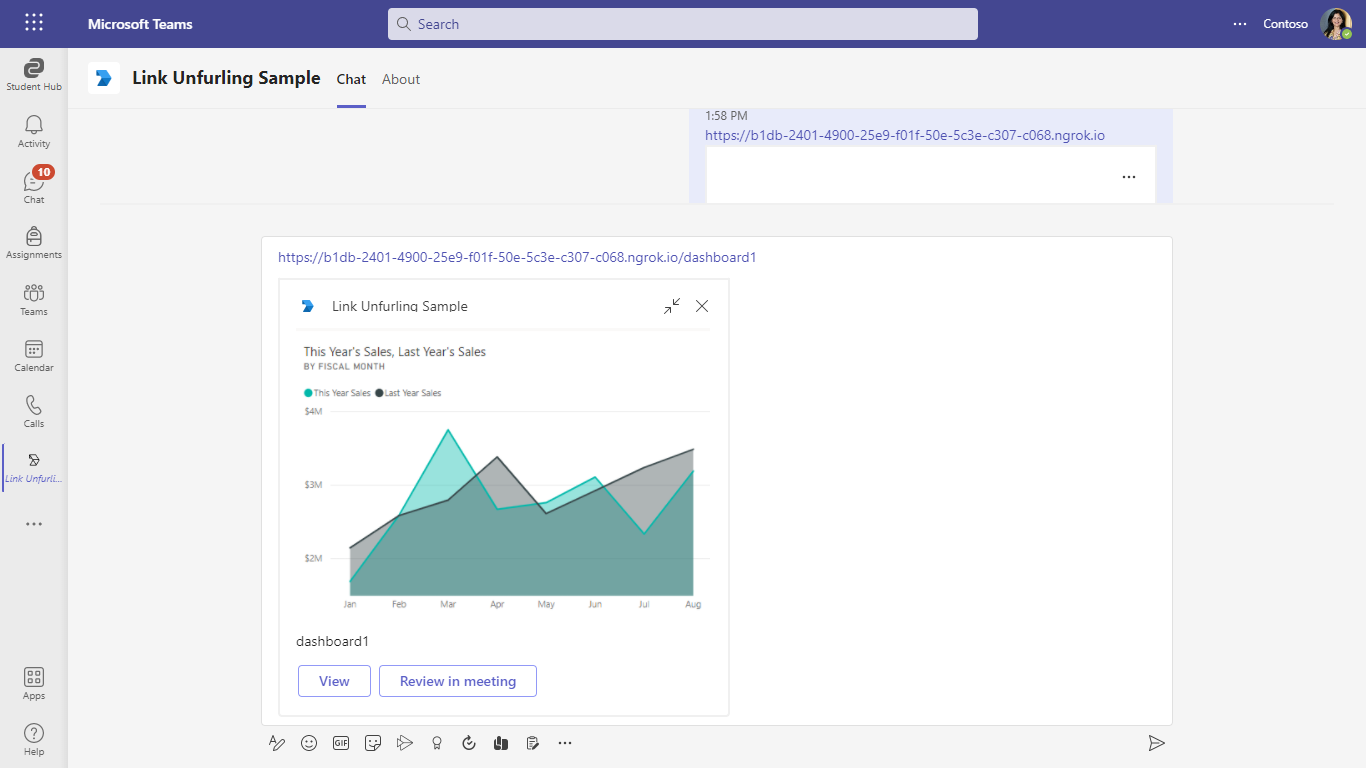 Microsoft Teams
Search
Contoso
Student Hub
Activity
10
Chat
Assignments
Teams
Calendar
Calls
Link Unfurli...
Apps
Help
Link Unfurling Sample
Chat
About
1:58 PM
https://b1db-2401-4900-25e9-f01f-50e-5c3e-c307-c068.ngrok.io
https://b1db-2401-4900-25e9-f01f-50e-5c3e-c307-c068.ngrok.io/dashboard1
Link Unfurling Sample
This Year's Sales, Last Year's Sales
BY FISCAL MONTH
This Year Sales Last Year Sales
$4M
$3M
$2M
Jan Feb Mar Apr May Jun Jul Aug
dashboard1
View Review in meeting
GIF